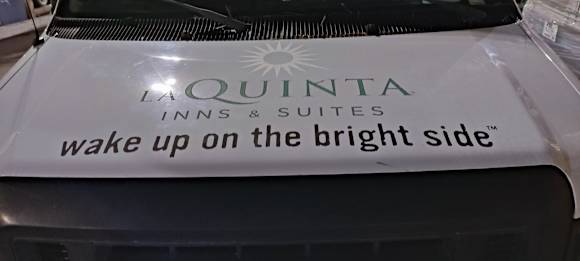 LA QUINTA
INNS & SUITES
wake up on the bright side™